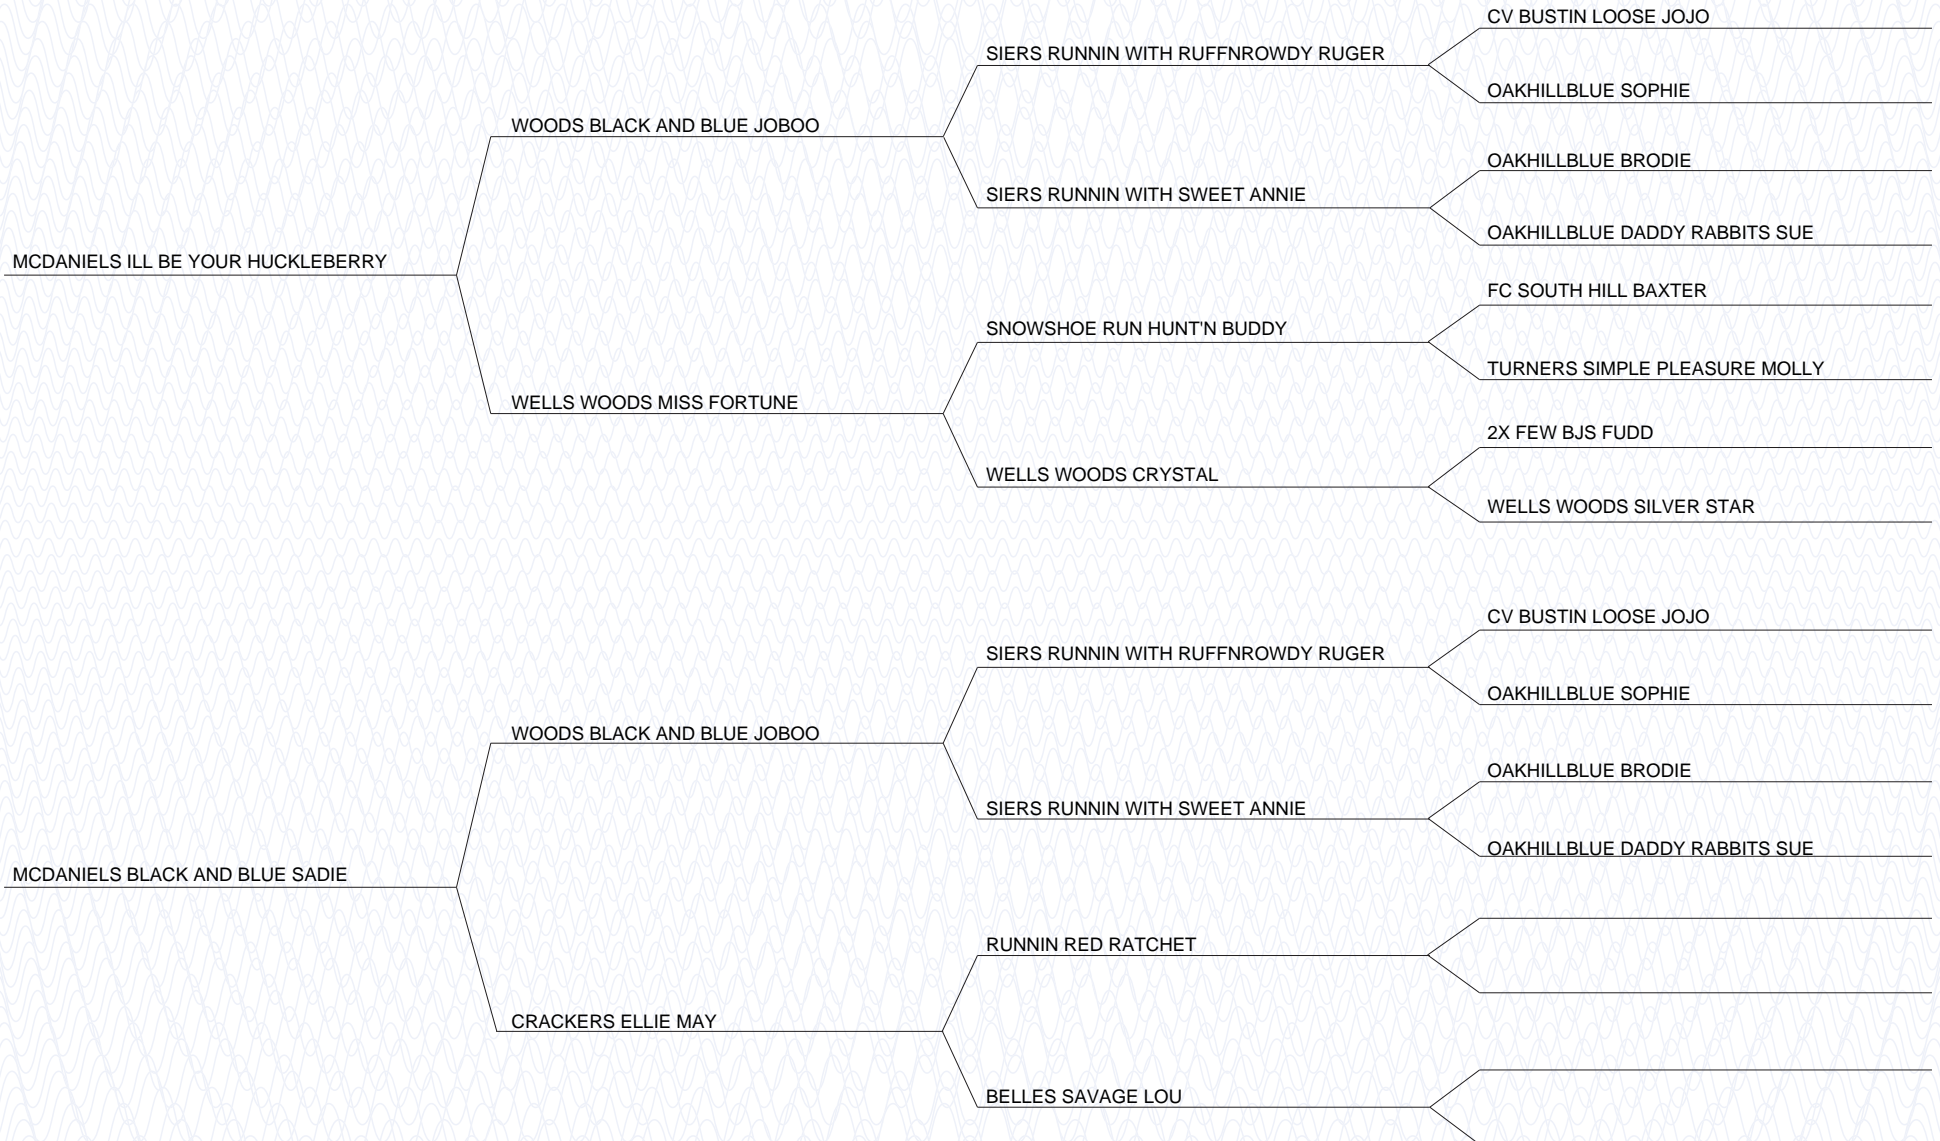 CV BUSTIN LOOSE JOJO
SIERS RUNNIN WITH RUFFNROWDY RUGER
OAKHILLBLUE SOPHIE
WOODS BLACK AND BLUE JOBOO
OAKHILLBLUE BRODIE
SIERS RUNNIN WITH SWEET ANNIE
OAKHILLBLUE DADDY RABBITS SUE
MCDANIELS ILL BE YOUR HUCKLEBERRY
FC SOUTH HILL BAXTER
SNOWSHOE RUN HUNT'N BUDDY
TURNERS SIMPLE PLEASURE MOLLY
WELLS WOODS MISS FORTUNE
2X FEW BJS FUDD
WELLS WOODS CRYSTAL
WELLS WOODS SILVER STAR
CV BUSTIN LOOSE JOJO
SIERS RUNNIN WITH RUFFNROWDY RUGER
OAKHILLBLUE SOPHIE
WOODS BLACK AND BLUE JOBOO
OAKHILLBLUE BRODIE
SIERS RUNNIN WITH SWEET ANNIE
OAKHILLBLUE DADDY RABBITS SUE
MCDANIELS BLACK AND BLUE SADIE
RUNNIN RED RATCHET
CRACKERS ELLIE MAY
BELLES SAVAGE LOU